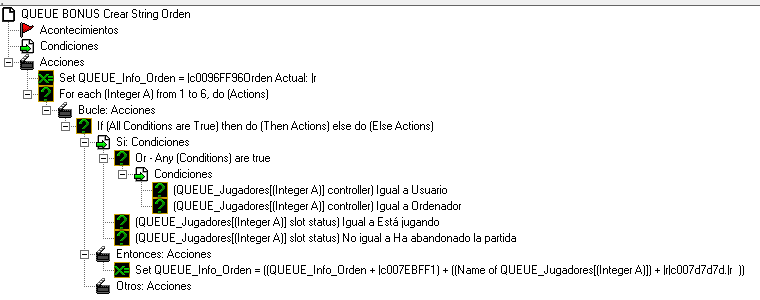 QUEUE BONUS Crear String Orden
Acontecimientos
Condiciones
Acciones
Set QUEUE_Info_Orden = |c0096FF96Orden Actual: |r
For each (Integer A) from 1 to 6, do (Actions)
Bucle: Acciones
If (All Conditions are True) then do (Then Actions) else do (Else Actions)
Si: Condiciones
Or - Any (Conditions) are true
Condiciones
(QUEUE_Jugadores[(Integer A)] controller) Igual a Usuario
(QUEUE_Jugadores[(Integer A)] controller) Igual a Ordenador
(QUEUE_Jugadores[(Integer A)] slot status) Igual a Está jugando
(QUEUE_Jugadores[(Integer A)] slot status) No igual a Ha abandonado la partida
Entonces: Acciones
Set QUEUE_Info_Orden = ((QUEUE_Info_Orden + |c007EBFF1) + ((Name of QUEUE_Jugadores[(Integer A)]) + |r|c007d7d7d.|r ))
Otros: Acciones